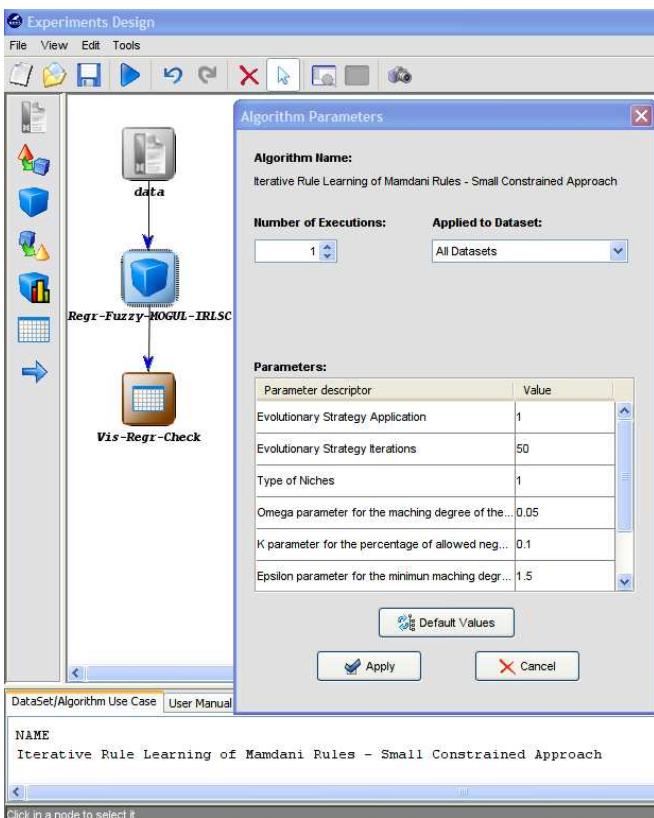 Experiments Design
File View Edit Tools
data
Regr-Fuzzy-MOGUL-IRLSC
Vis-Regr-Check
Algorithm Parameters
Algorithm Name:
Iterative Rule Learning of Mamdani Rules - Small Constrained Approach
Number of Executions: Applied to Dataset:
1 All Datasets
Parameters:
Parameter descriptor Value
Evolutionary Strategy Application 1
Evolutionary Strategy Iterations 50
Type of Niches 1
Omega parameter for the maching degree of the... 0.05
K parameter for the percentage of allowed neg... 0.1
Epsilon parameter for the minimun maching degr... 1.5
Default Values
Apply Cancel
DataSet/Algorithm Use Case User Manual
NAME
Iterative Rule Learning of Mamdani Rules - Small Constrained Approach
Click in a node to select it